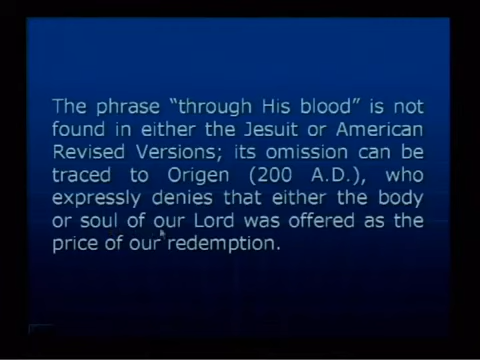 The phrase “through His blood” is not
found in either the Jesuit or American
Revised Versions; its omission can be
traced to Origen (200 A.D.), who
expressly denies that either the body
or soul of our Lord was offered as the
price of our redemption.